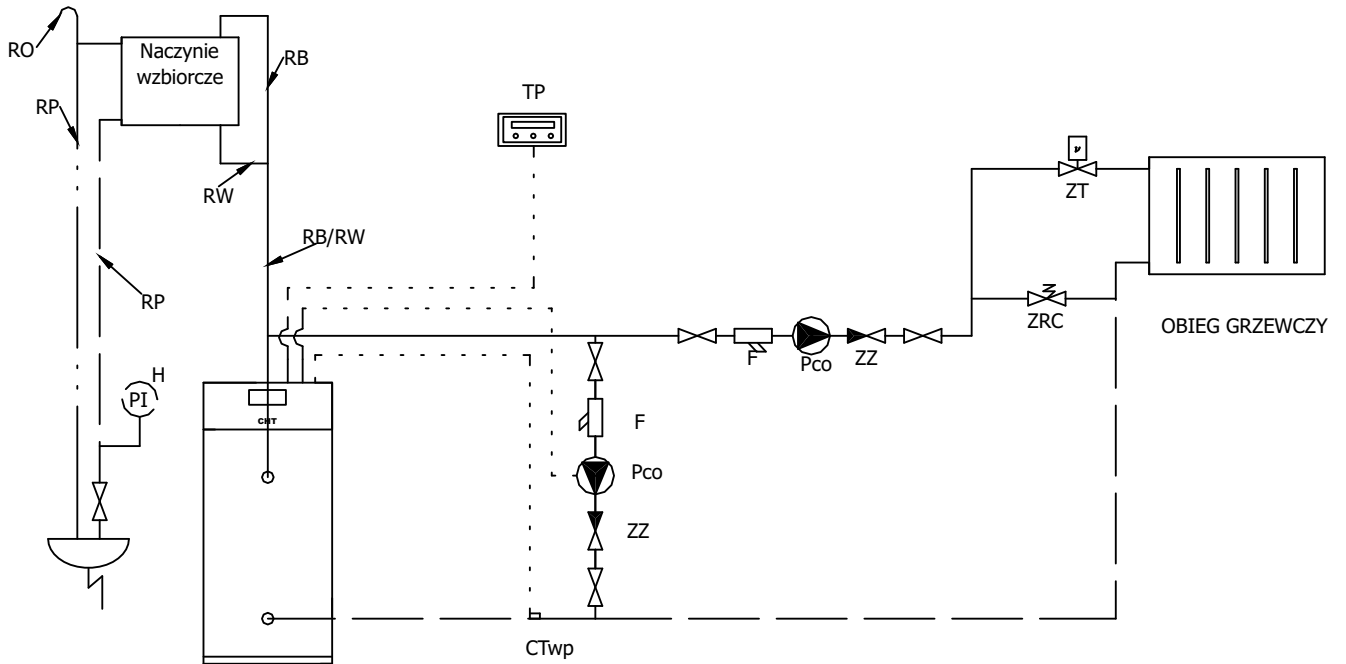 RO
Naczynie
wzbiorcze
RB
RP
TP
RW
ZT
RB/RW
RP
ZRC
OBIEG GRZEWCZY
F
Pco
ZZ
H
PI
CHT
F
Pco
ZZ
CTwp